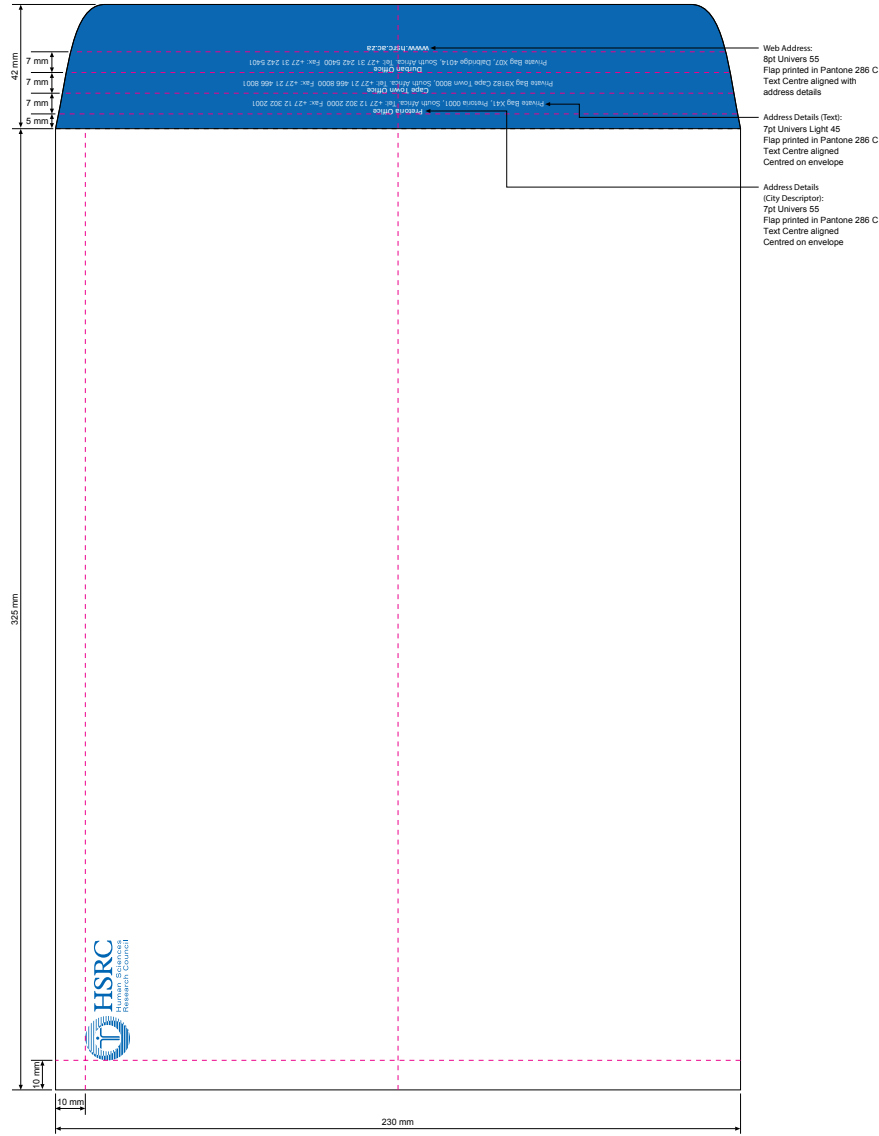 Pretoria Office
Private Bag X41, Pretoria 0001, South Africa. Tel: +27 12 302 2000 Fax: +27 12 302 2001
Cape Town Office
Private Bag X9182 Cape Town 8000, South Africa. Tel: +27 21 466 8000 Fax: +27 21 466 8001
Durban Office
Private Bag X07, Dalbridge 4014, South Africa. Tel: +27 31 242 5400 Fax: +27 31 242 5401
www.hsrc.ac.za
42 mm
7 mm
7 mm
7 mm
5 mm
Web Address:
8pt Univers 55
Flap printed in Pantone 286 C
Text Centre aligned with
address details
Address Details (Text):
7pt Univers Light 45
Flap printed in Pantone 286 C
Text Centre aligned
Centred on envelope
Address Details
(City Descriptor):
7pt Univers 55
Flap printed in Pantone 286 C
Text Centre aligned
Centred on envelope
325 mm
HSRC
Human Sciences
Research Council
10 mm
10 mm
230 mm